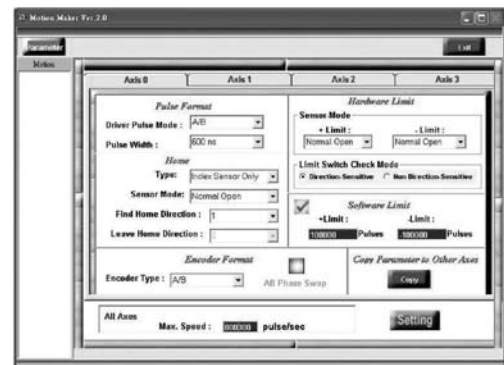 Motion Maker Ver 2.0
Parameter
Exit
Motion
Axis 0
Axis 1
Axis 2
Axis 3
Pulse Format
Driver Pulse Mode : A/B
Pulse Width : 600 ns
Home
Type: Index Sensor Only
Sensor Mode: Normal Open
Find Home Direction : 1
Leave Home Direction :
Encoder Format
Encoder Type : A/B
AB Phase Swap
Hardware Limit
Sensor Mode
+ Limit :
- Limit :
Normal Open
Normal Open
Limit Switch Check Mode
Direction-Sensitive
Non Direction-Sensitive
Software Limit
+Limit :
-Limit :
100000 Pulses
-100000 Pulses
Copy Parameter to Other Axes
Copy
All Axes
Max. Speed : 800000 pulse/sec
Setting